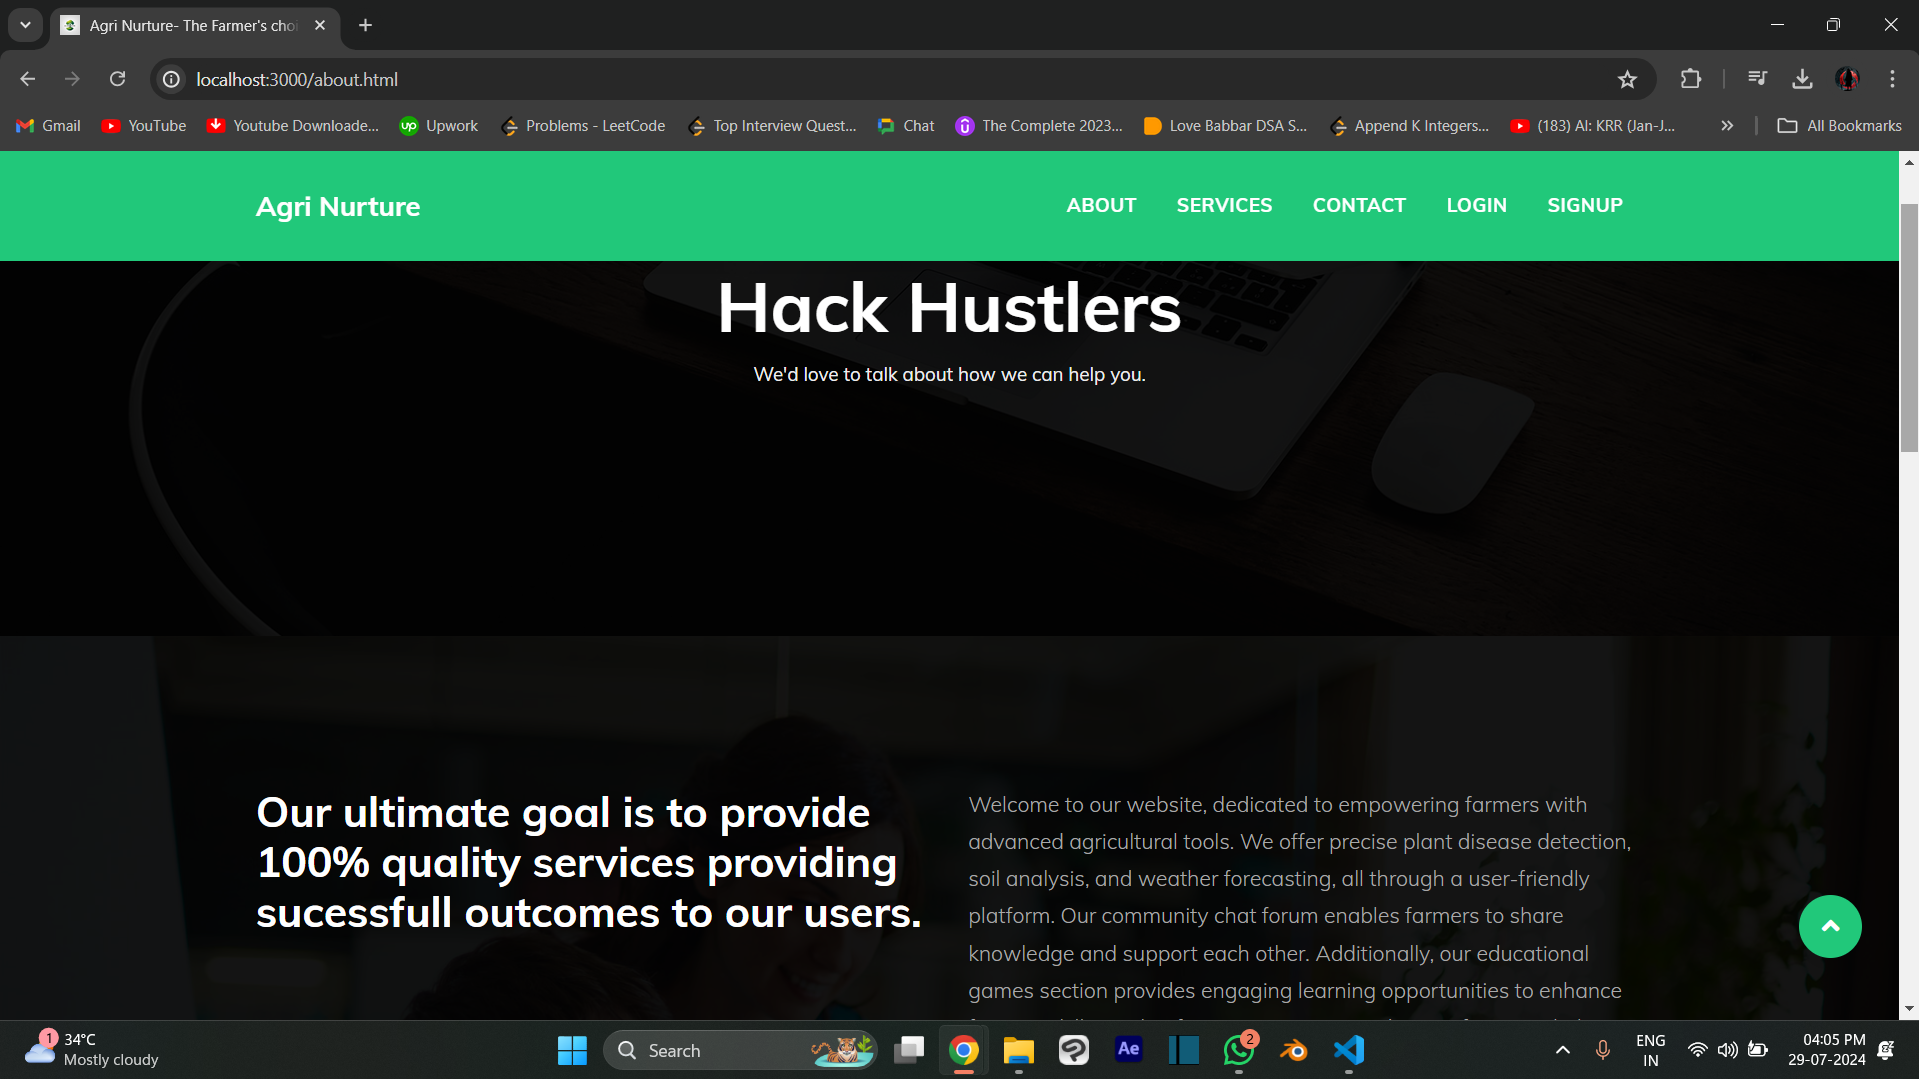 Agri Nurture- The Farmer's choi
localhost:3000/about.html
Gmail YouTube Youtube Downloade... Upwork Problems - LeetCode Top Interview Quest... Chat The Complete 2023... Love Babbar DSA S... Append K Integers... (183) AI: KRR (Jan-J... All Bookmarks
Agri Nurture ABOUT SERVICES CONTACT LOGIN SIGNUP
Hack Hustlers
We'd love to talk about how we can help you.
Our ultimate goal is to provide
100% quality services providing
sucessfull outcomes to our users.
Welcome to our website, dedicated to empowering farmers with
advanced agricultural tools. We offer precise plant disease detection,
soil analysis, and weather forecasting, all through a user-friendly
platform. Our community chat forum enables farmers to share
knowledge and support each other. Additionally, our educational
games section provides engaging learning opportunities to enhance
1
34°C
Mostly cloudy
Search
Ae
2
ENG
IN
04:05 PM
29-07-2024